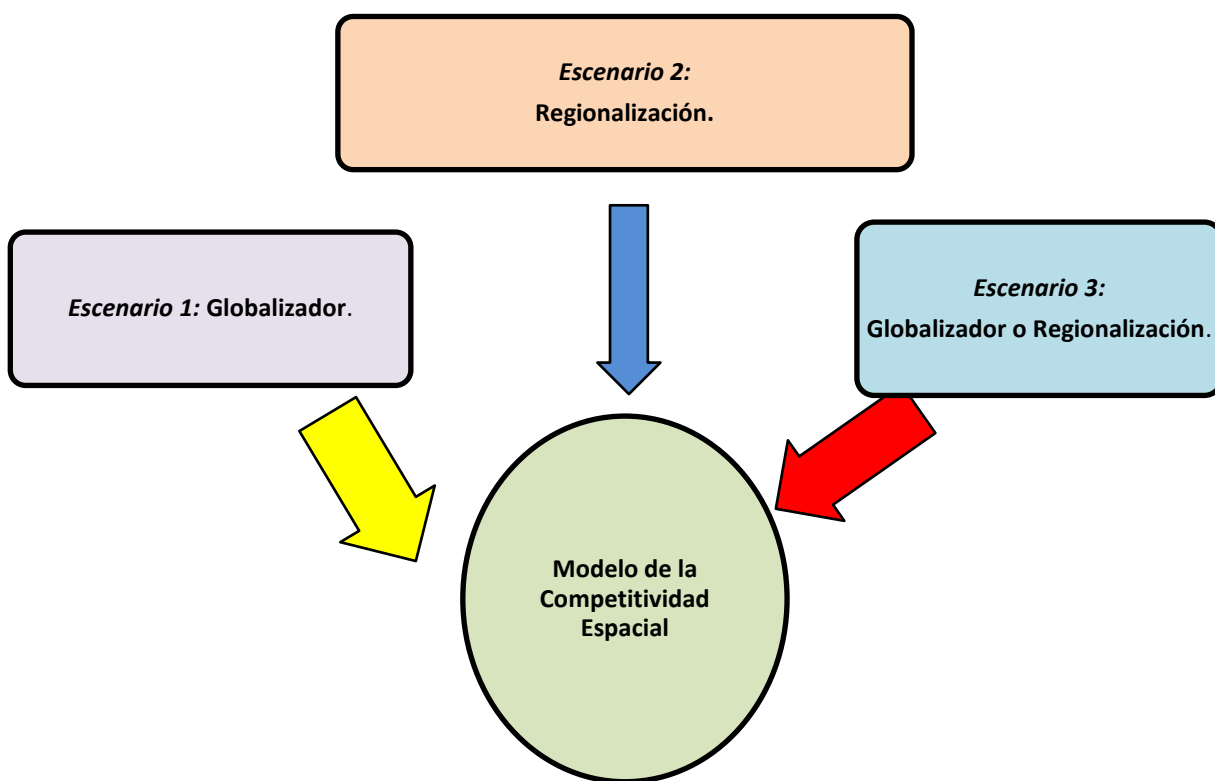 Escenario 2:
Regionalización.
Escenario 1: Globalizador.
Escenario 3:
Globalizador o Regionalización.
Modelo de la
Competitividad
Espacial